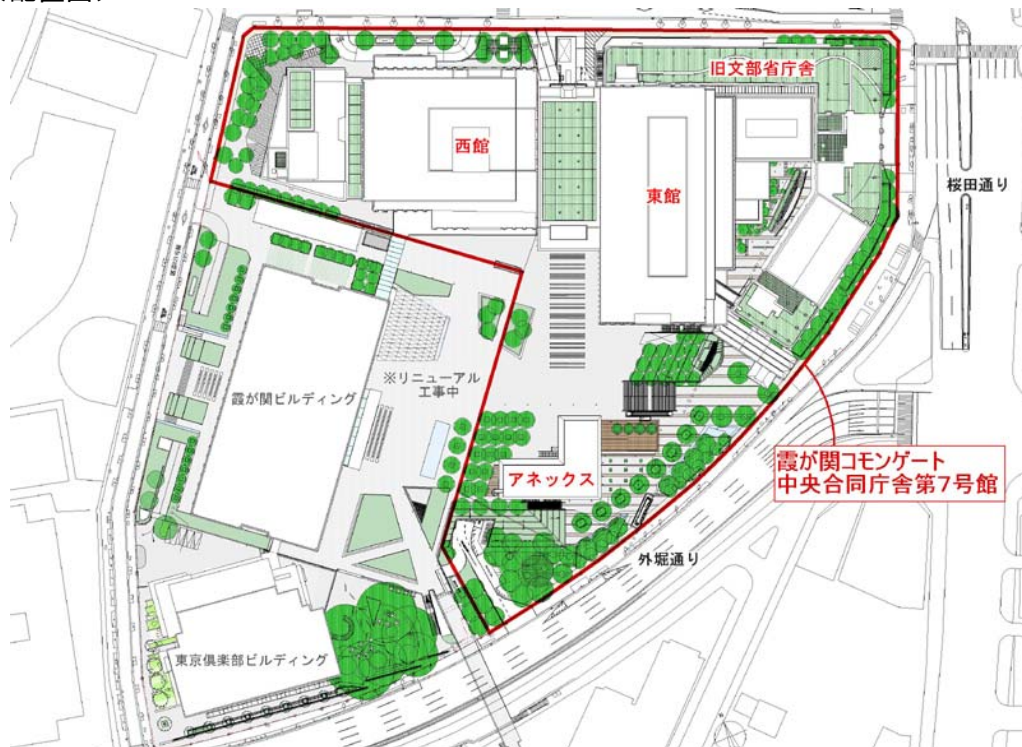 旧文部省庁舎
西館
東館
桜田通り
※リニューアル
工事中
霞が関ビルディング
アネックス
霞が関コモンゲート
中央合同庁舎第7号館
外堀通り
東京倶楽部ビルディング